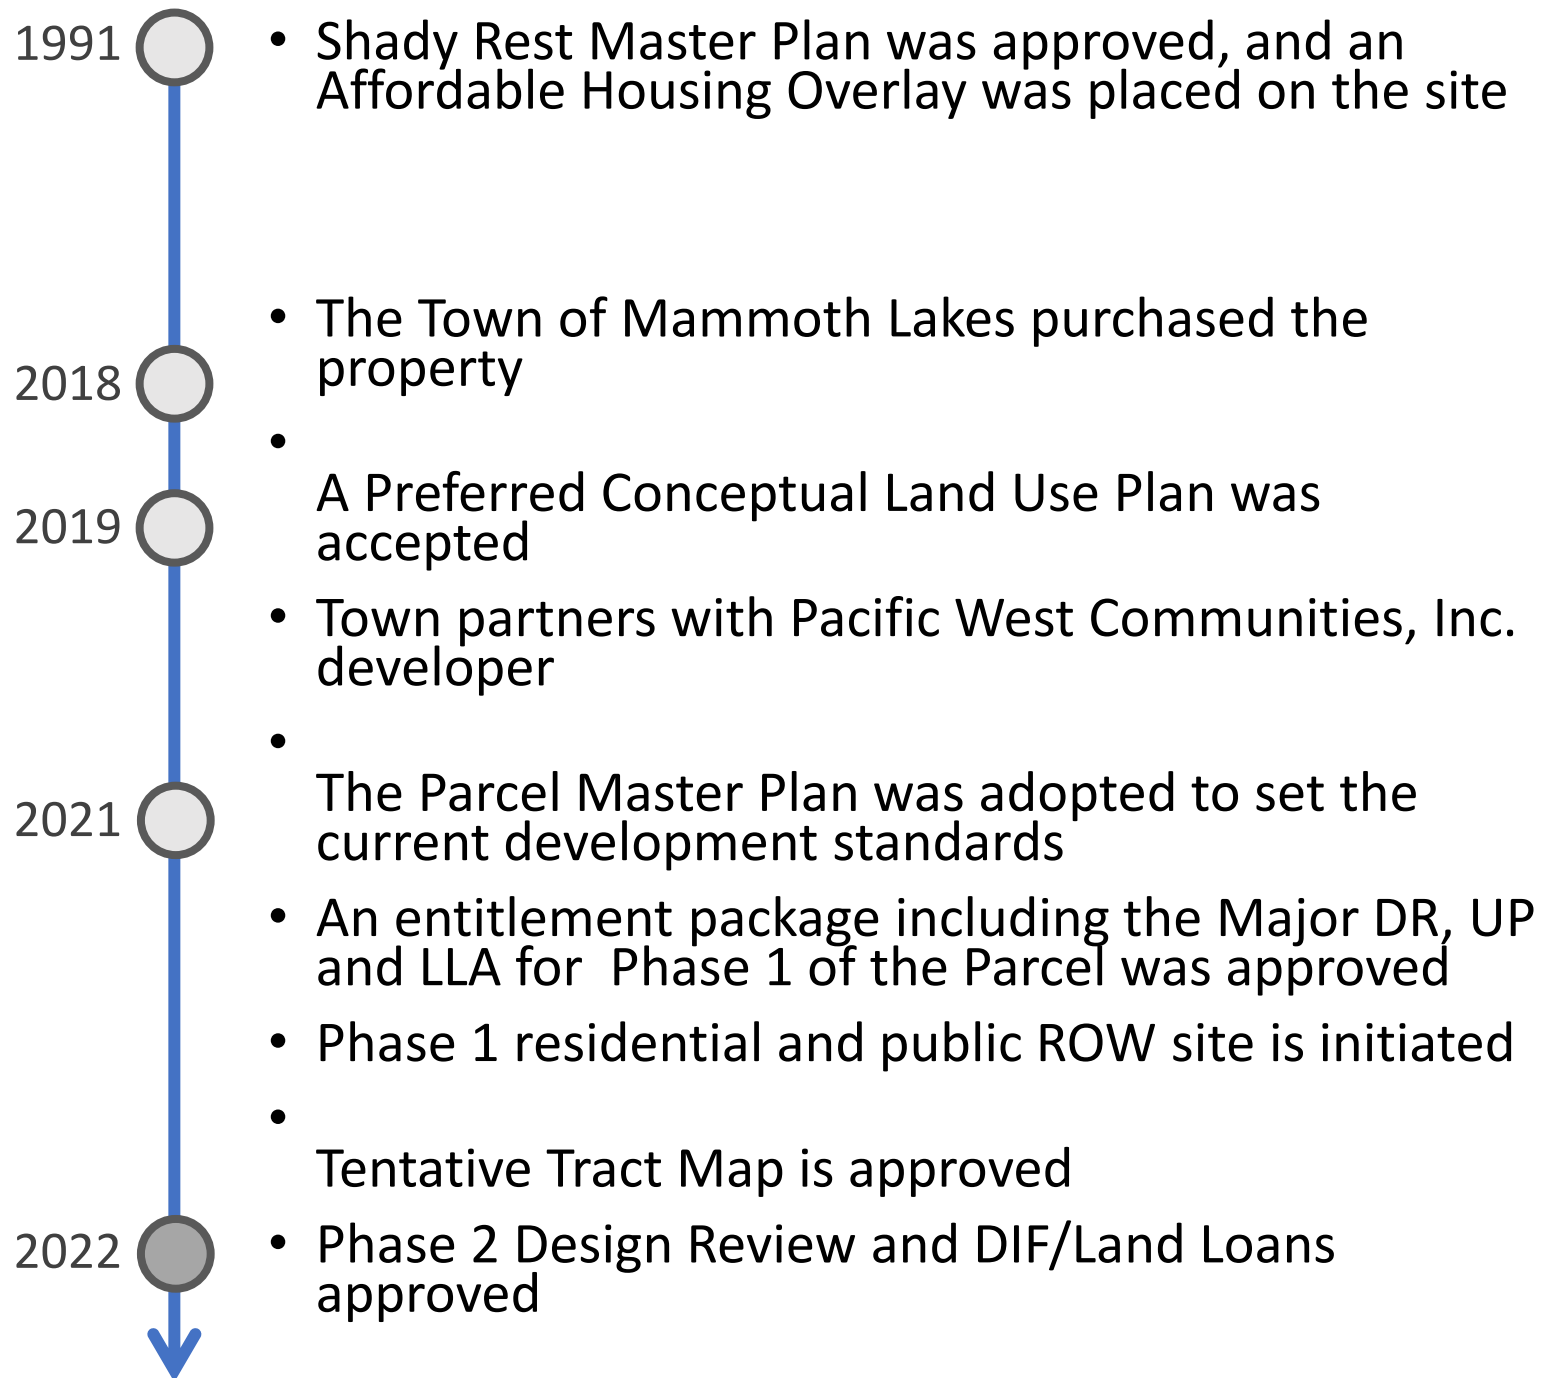 1991
• Shady Rest Master Plan was approved, and an
Affordable Housing Overlay was placed on the site
• The Town of Mammoth Lakes purchased the
property
2018
•
A Preferred Conceptual Land Use Plan was
accepted
2019
• Town partners with Pacific West Communities, Inc.
developer
•
The Parcel Master Plan was adopted to set the
current development standards
2021
• An entitlement package including the Major DR, UP
and LLA for  Phase 1 of the Parcel was approved
• Phase 1 residential and public ROW site is initiated
•
Tentative Tract Map is approved
2022
• Phase 2 Design Review and DIF/Land Loans
approved